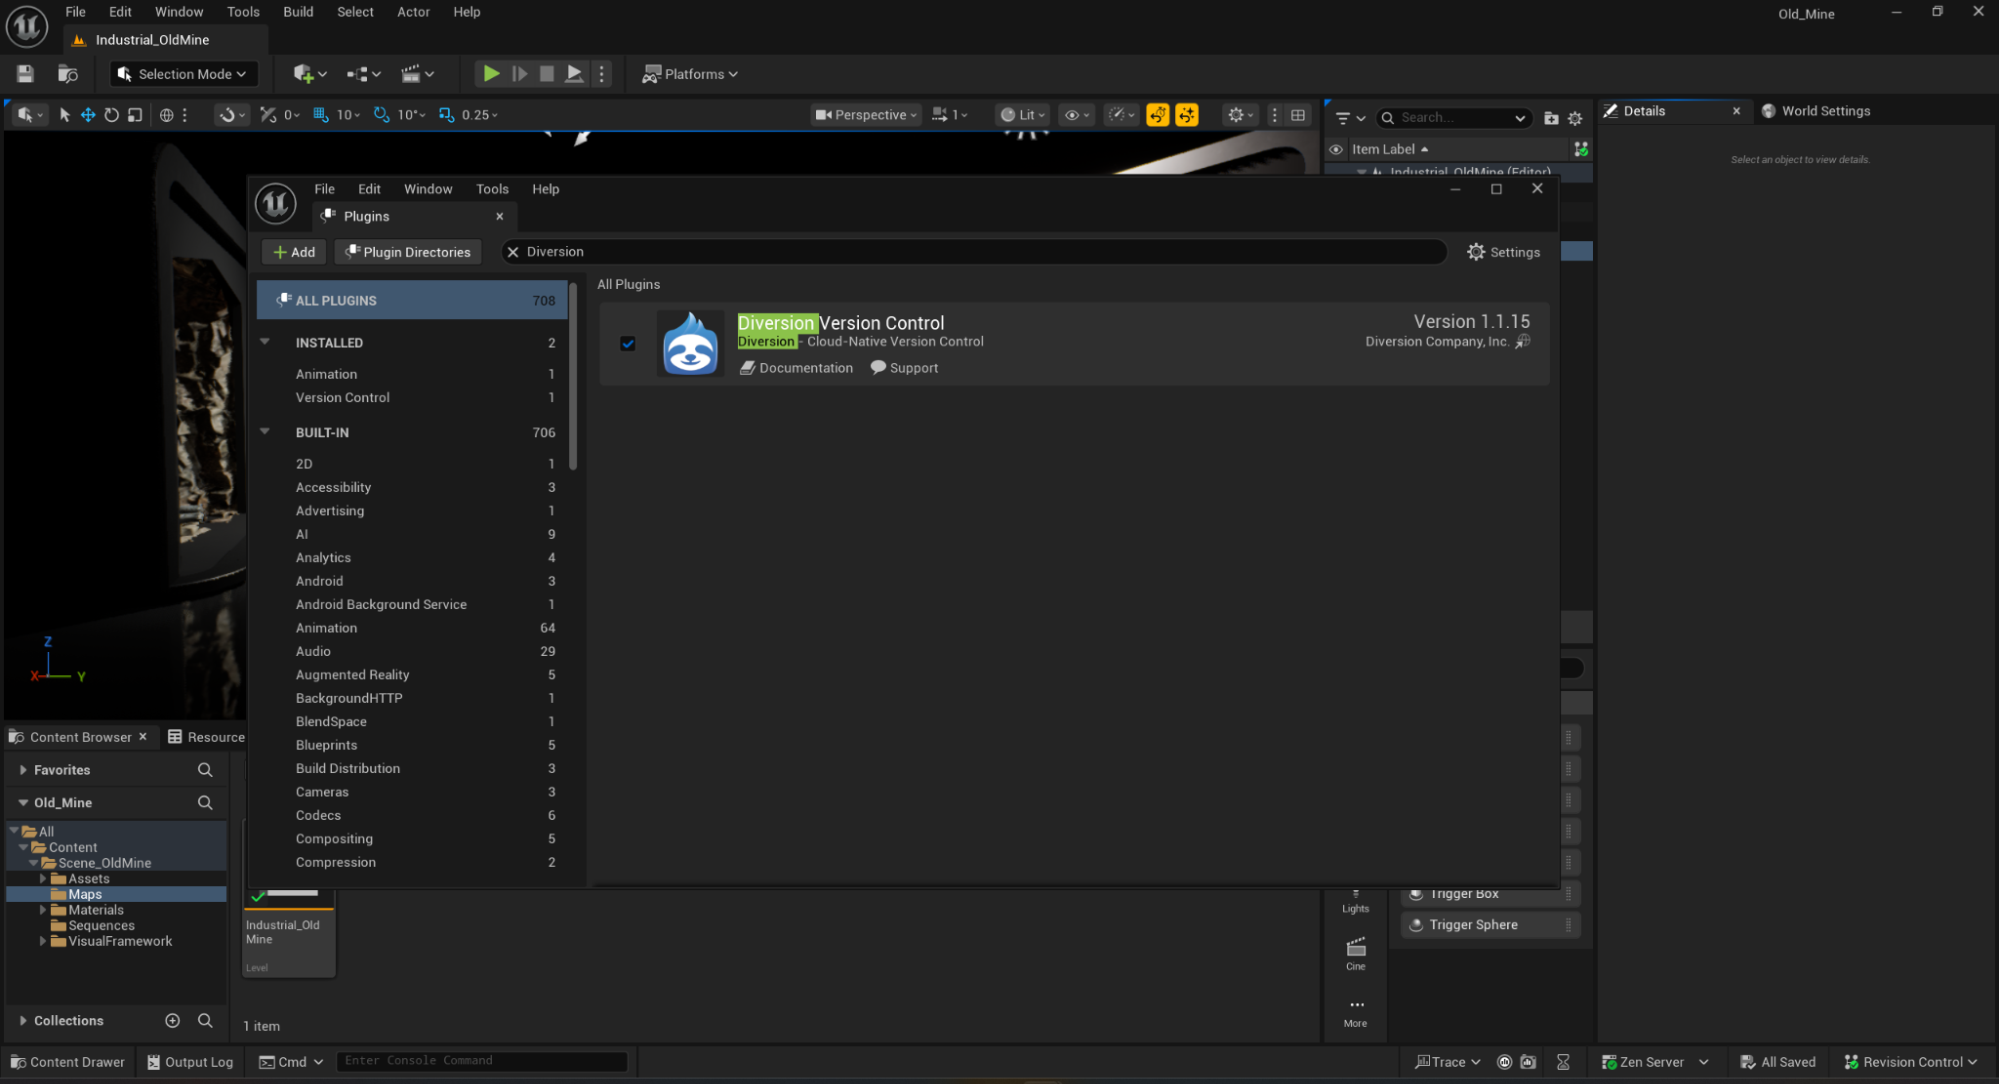 File Edit Window Tools Build Select Actor Help
Old_Mine
Industrial_OldMine
Selection Mode
Platforms
0 10 10° 0.25
Perspective 1 Lit
Search...
Details
World Settings
Item Label
Select an object to view details.
Industrial_OldMine (Editor)
File Edit Window Tools Help
Plugins
Add
Plugin Directories
Diversion
Settings
ALL PLUGINS 708
All Plugins
Diversion Version Control
Version 1.1.15
Diversion - Cloud-Native Version Control
Diversion Company, Inc.
Documentation
Support
INSTALLED 2
Animation 1
Version Control 1
BUILT-IN 706
2D 1
Accessibility 3
Advertising 1
AI 9
Analytics 4
Android 3
Android Background Service 1
Animation 64
Audio 29
Augmented Reality 5
BackgroundHTTP 1
BlendSpace 1
Blueprints 5
Build Distribution 3
Cameras 3
Codecs 6
Compositing 5
Compression 2
Z
X Y
Content Browser
Resource
Favorites
Old_Mine
All
Content
Scene_OldMine
Assets
Maps
Materials
Sequences
VisualFramework
Industrial_Old
Mine
Level
Collections
1 item
Lights
Cine
More
Trigger Box
Trigger Sphere
Content Drawer
Output Log
Cmd
Enter Console Command
Trace
Zen Server
All Saved
Revision Control